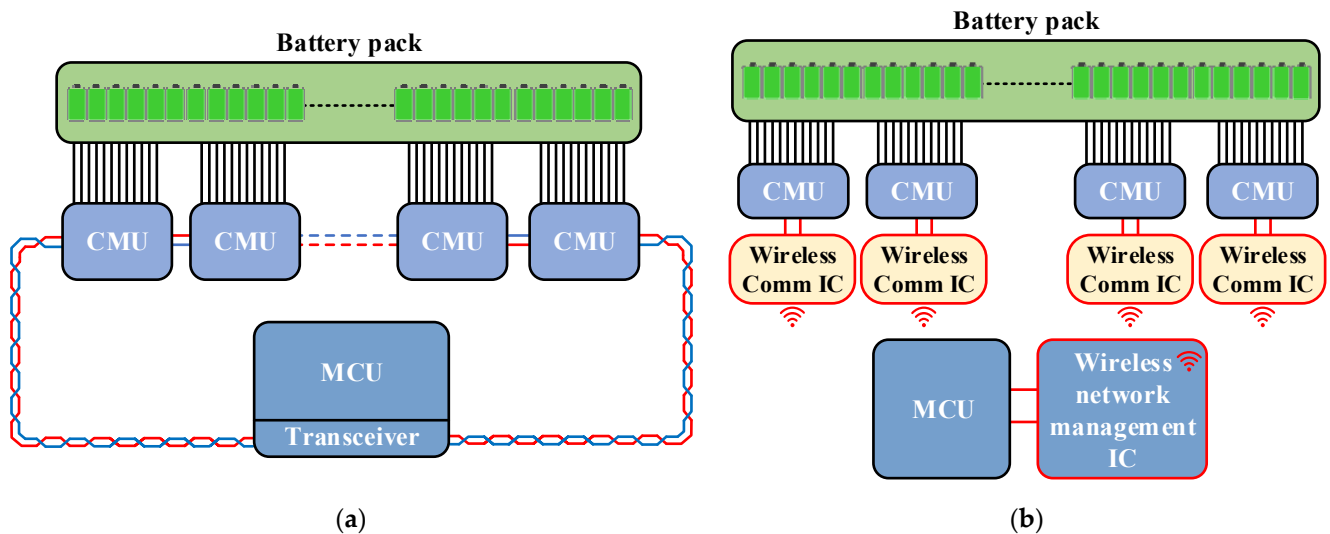 Battery pack
CMU
CMU
CMU
CMU
MCU
Transceiver
(a)
Battery pack
CMU
CMU
CMU
CMU
Wireless
Comm IC
Wireless
Comm IC
Wireless
Comm IC
Wireless
Comm IC
MCU
Wireless
network
management
IC
(b)